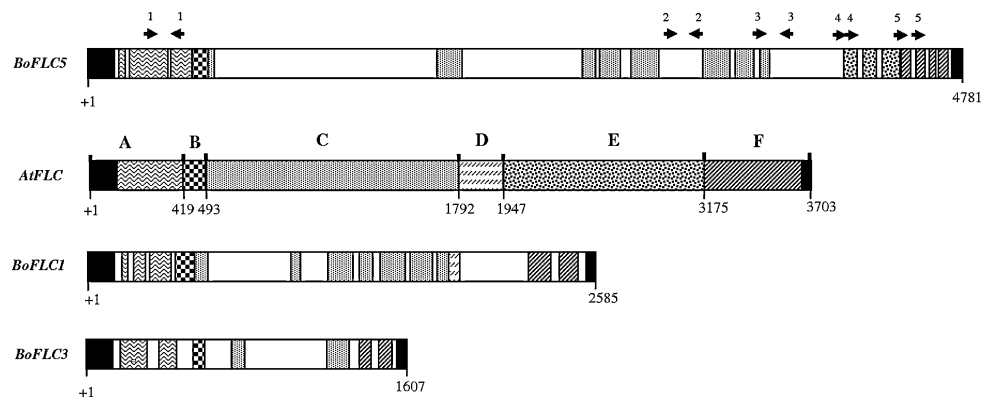 1 1 2 2 3 3 4 4 5 5
BoFLC5
+1 4781
A B C D E F
AtFLC
+1 419 493 1792 1947 3175 3703
BoFLC1
+1 2585
BoFLC3
+1 1607